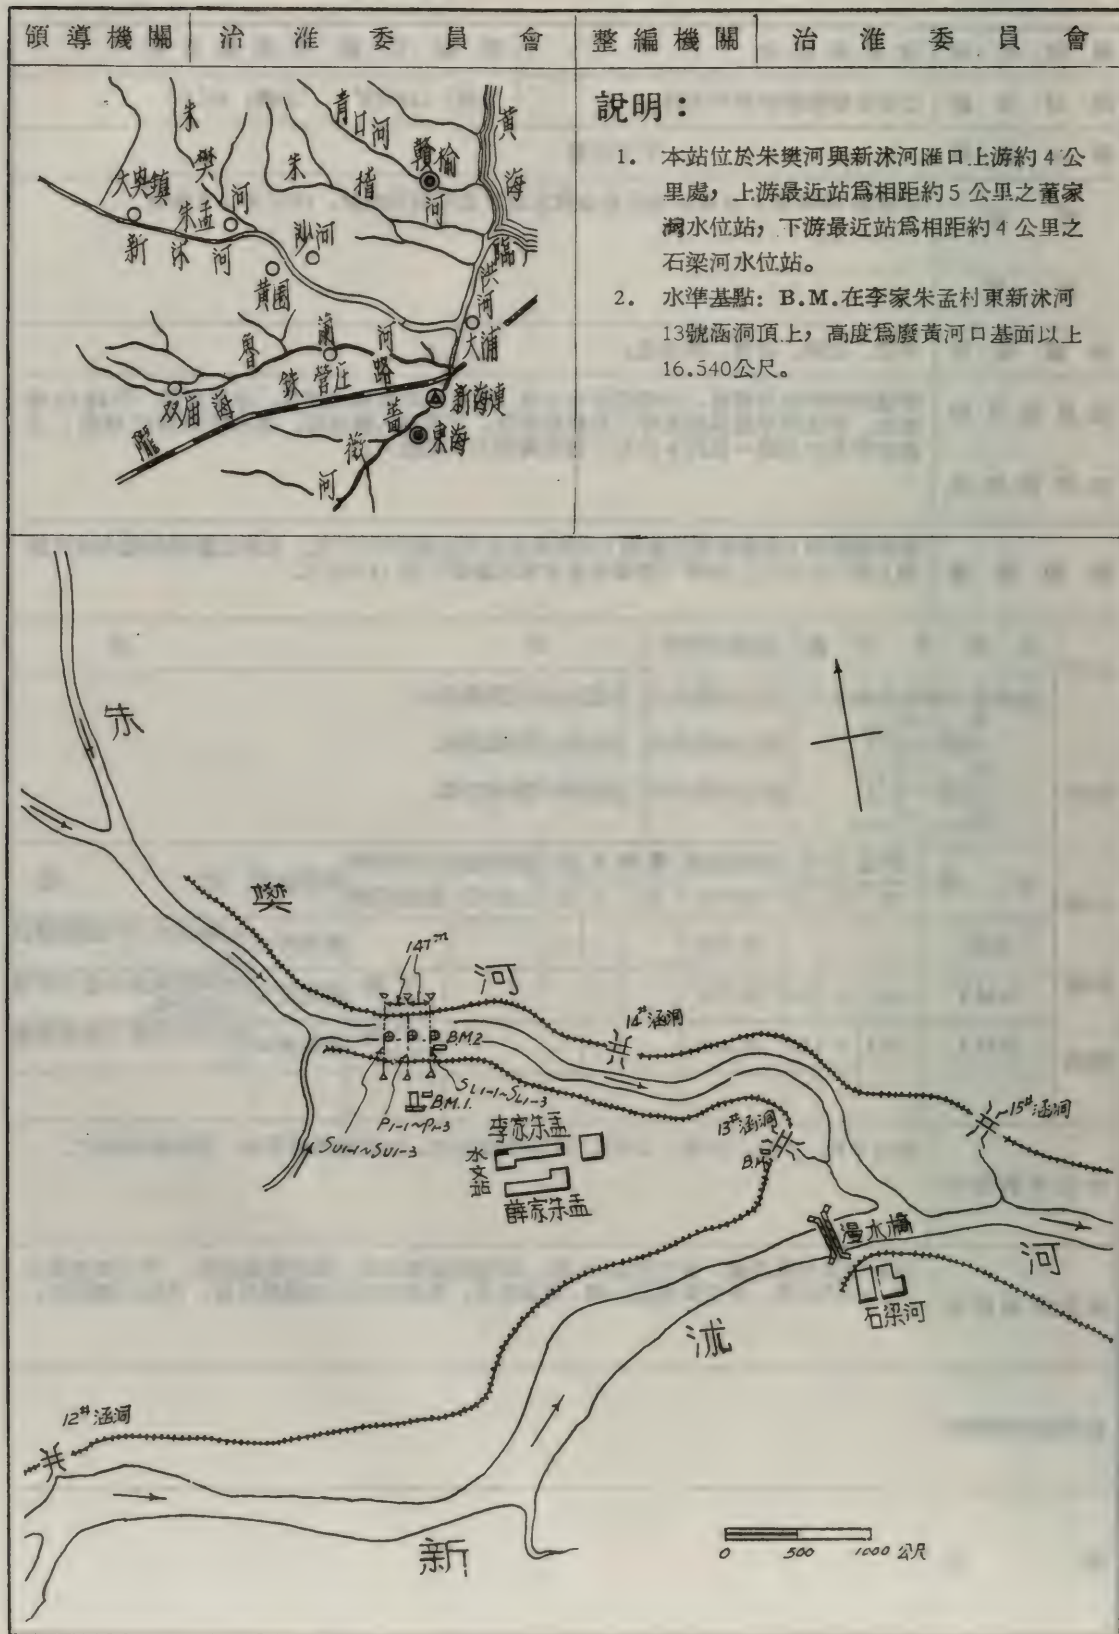 領導機關
治淮委員會
整編機關
治淮委員會
說明：
1. 本站位於朱樊河與新沭河匯口上游約4公
里處，上游最近站爲相距約5公里之董家
灣水位站，下游最近站爲相距約4公里之
石梁河水位站。
2. 水準基點：B.M.在李家朱孟村東新沭河
13號涵洞頂上，高度爲廢黃河口基面以上
16.540公尺。
朱樊河
青口河
黃海
贛榆
朱稽河
大興鎮
朱孟
沙河
新沭河
黃圈
臨洪河
大浦
魯蘭河
双庙
鉄營庄
隴海路
新海連
東海
薔薇河
朱
樊
河
147m
14#涵洞
B.M.2
SL1-1~SL1-3
B.M.1.
P1-1~P1-3
SU1-1~SU1-3
李家朱孟
水文站
薛家朱孟
13#涵洞
B.M.
15#涵洞
漫水橋
河
石梁河
沭
12#涵洞
新
0 500 1000 公尺